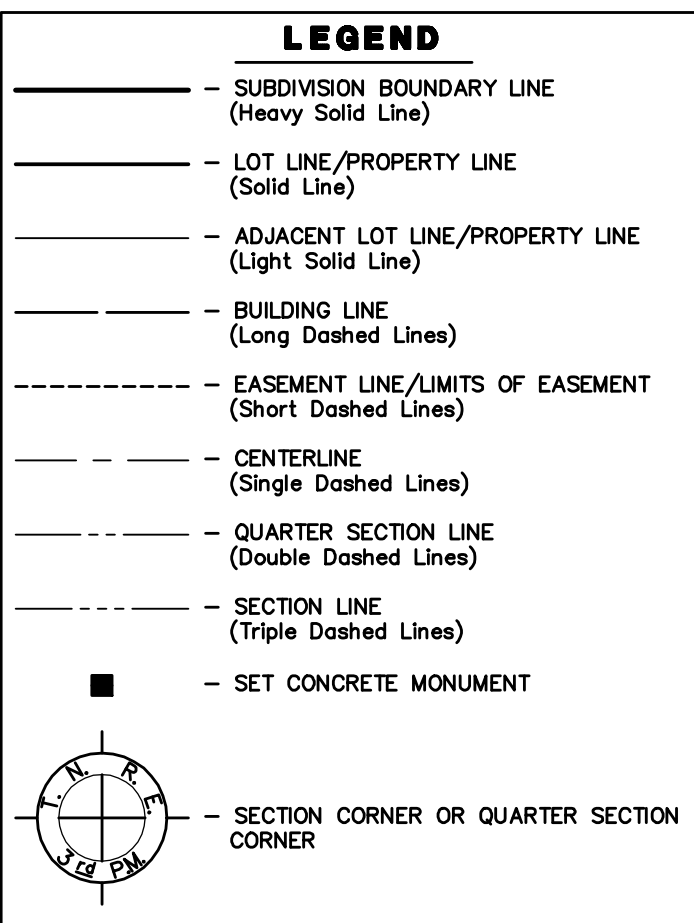 LEGEND
– SUBDIVISION BOUNDARY LINE
(Heavy Solid Line)
– LOT LINE/PROPERTY LINE
(Solid Line)
– ADJACENT LOT LINE/PROPERTY LINE
(Light Solid Line)
– BUILDING LINE
(Long Dashed Lines)
– EASEMENT LINE/LIMITS OF EASEMENT
(Short Dashed Lines)
– CENTERLINE
(Single Dashed Lines)
– QUARTER SECTION LINE
(Double Dashed Lines)
– SECTION LINE
(Triple Dashed Lines)
– SET CONCRETE MONUMENT
T. N. R. E.
3rd P.M.
– SECTION CORNER OR QUARTER SECTION
CORNER